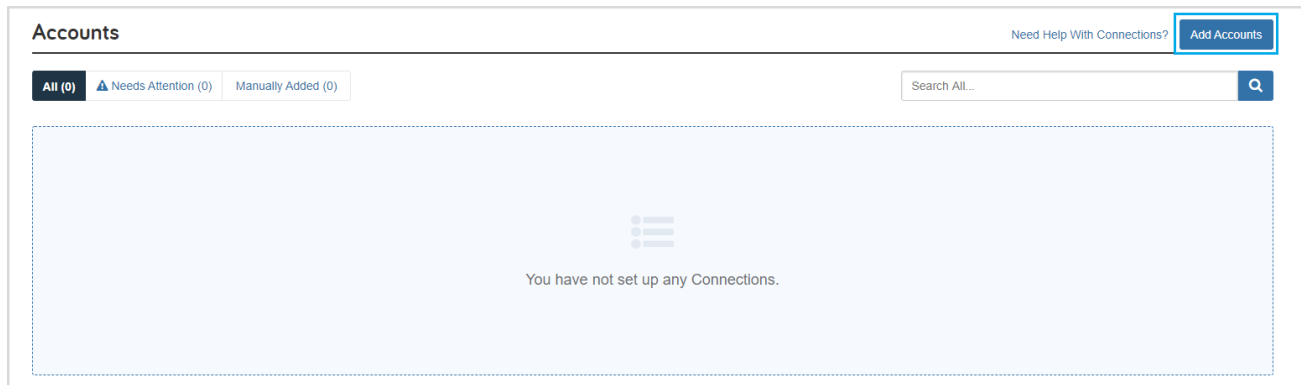 Accounts
Need Help With Connections?
Add Accounts
All (0)
Needs Attention (0)
Manually Added (0)
Search All...
You have not set up any Connections.